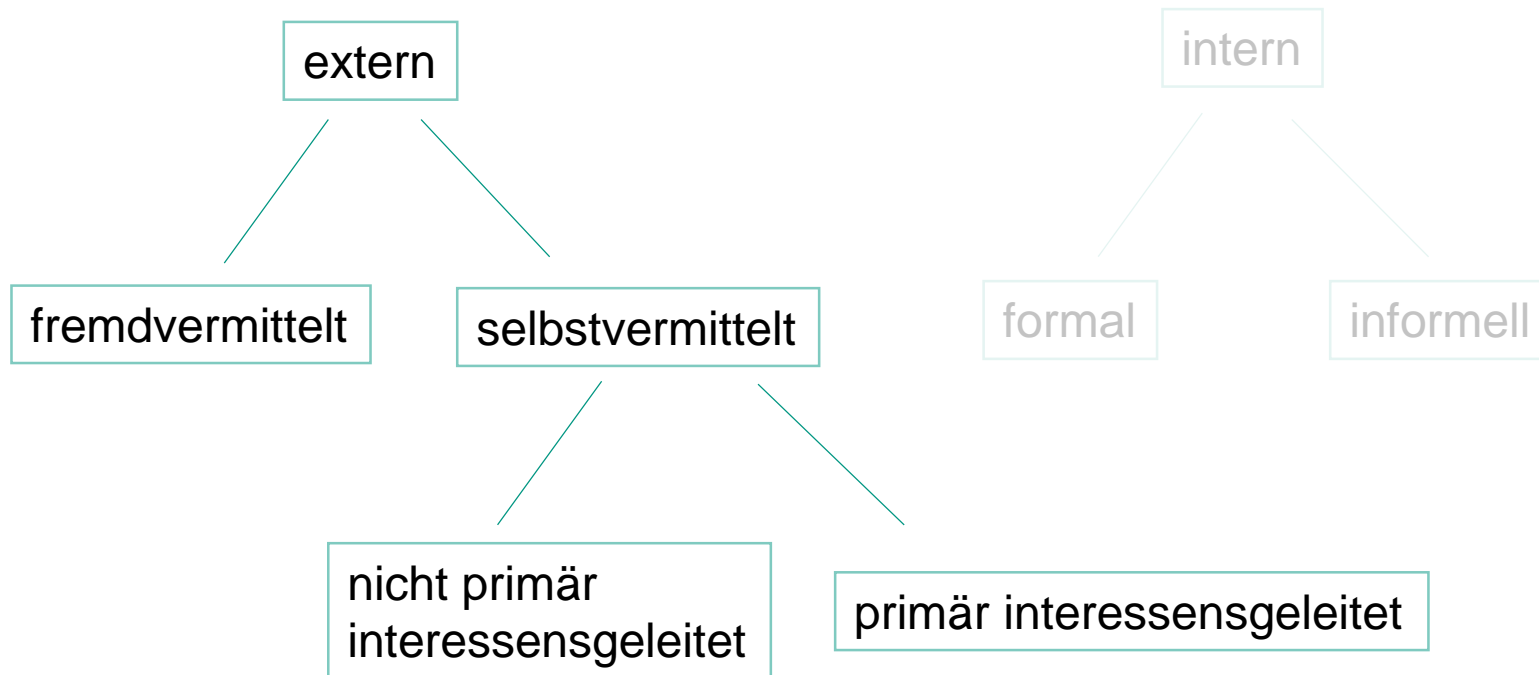 extern
intern
fremdvermittelt
selbstvermittelt
formal
informell
nicht primär
interessensgeleitet
primär interessensgeleitet